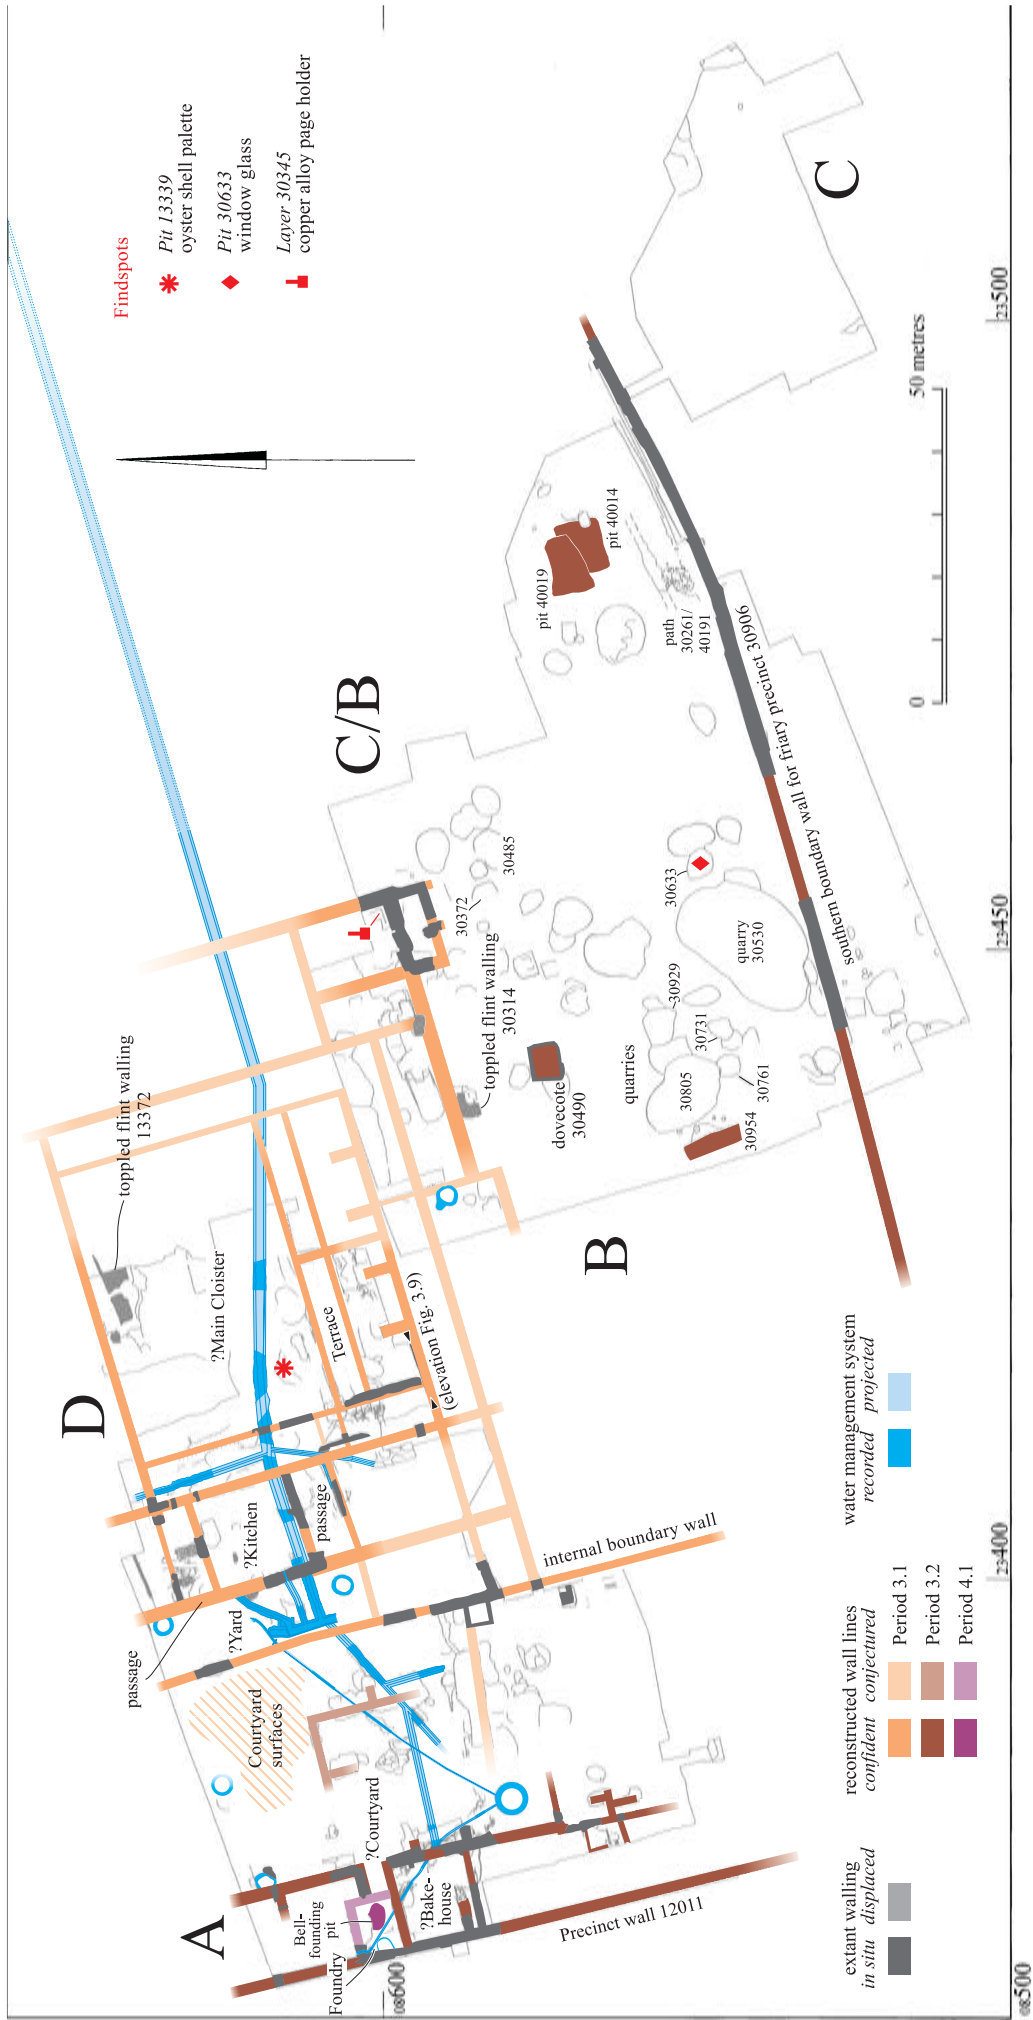 Findspots
Pit 13339
oyster shell palette
Pit 30633
window glass
Layer 30345
copper alloy page holder
A
D
C/B
B
C
toppled flint walling
13372
?Main Cloister
Terrace
(elevation Fig. 3.9)
?Kitchen
passage
passage
?Yard
Courtyard
surfaces
?Courtyard
Bell-
founding
pit
Foundry
?Bake-
house
Precinct wall 12011
internal boundary wall
toppled flint walling
30314
30372
30485
dovecote
30490
quarries
30805
30954
30761
30731
30929
quarry
30530
30633
southern boundary wall for friary precinct 30906
path
30261/
40191
pit 40019
pit 40014
0
50 metres
08600
08500
23400
23450
23500
extant walling
in situ
displaced
reconstructed wall lines
confident
conjectured
Period 3.1
Period 3.2
Period 4.1
water management system
recorded
projected